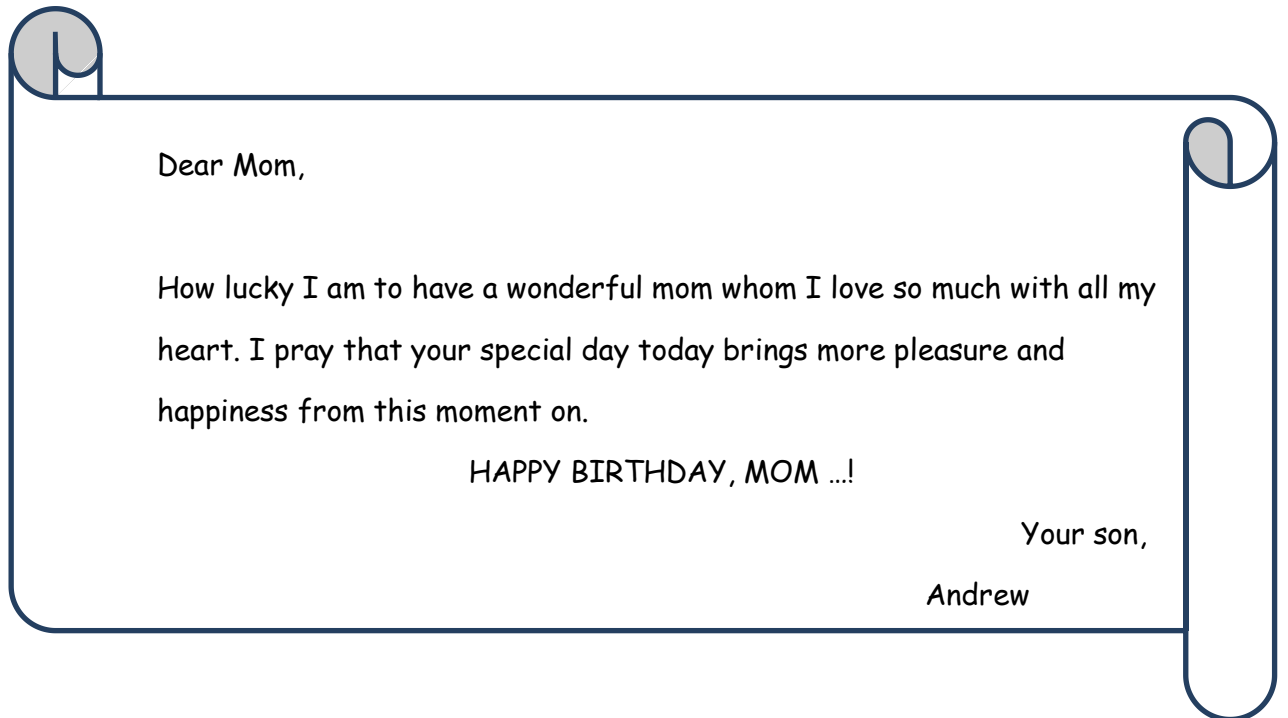 Dear Mom,
How lucky I am to have a wonderful mom whom I love so much with all my
heart. I pray that your special day today brings more pleasure and
happiness from this moment on.
HAPPY BIRTHDAY, MOM ...!
Your son,
Andrew